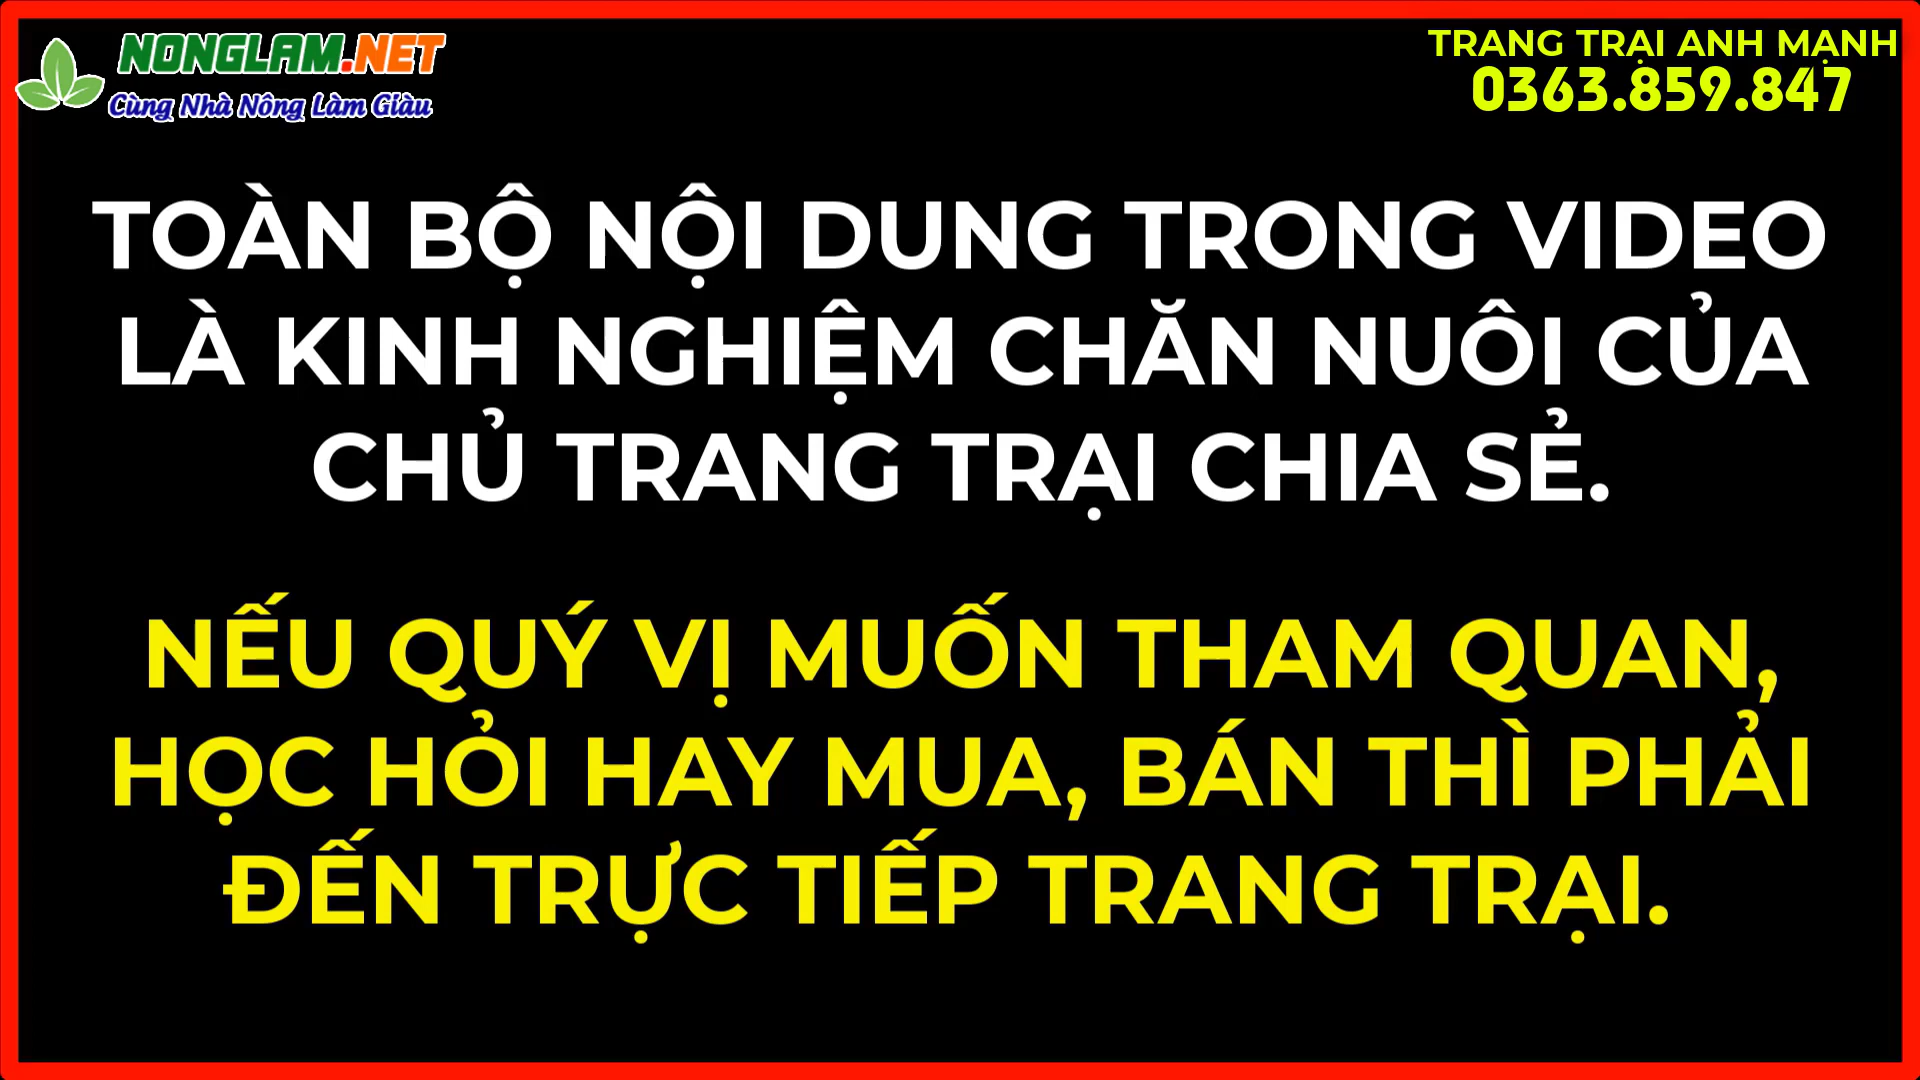 NONGLAM.NET
Cùng Nhà Nông Làm Giàu
TRANG TRẠI ANH MẠNH
0363.859.847
TOÀN BỘ NỘI DUNG TRONG VIDEO
LÀ KINH NGHIỆM CHĂN NUÔI CỦA
CHỦ TRANG TRẠI CHIA SẺ.
NẾU QUÝ VỊ MUỐN THAM QUAN,
HỌC HỎI HAY MUA, BÁN THÌ PHẢI
ĐẾN TRỰC TIẾP TRANG TRẠI.